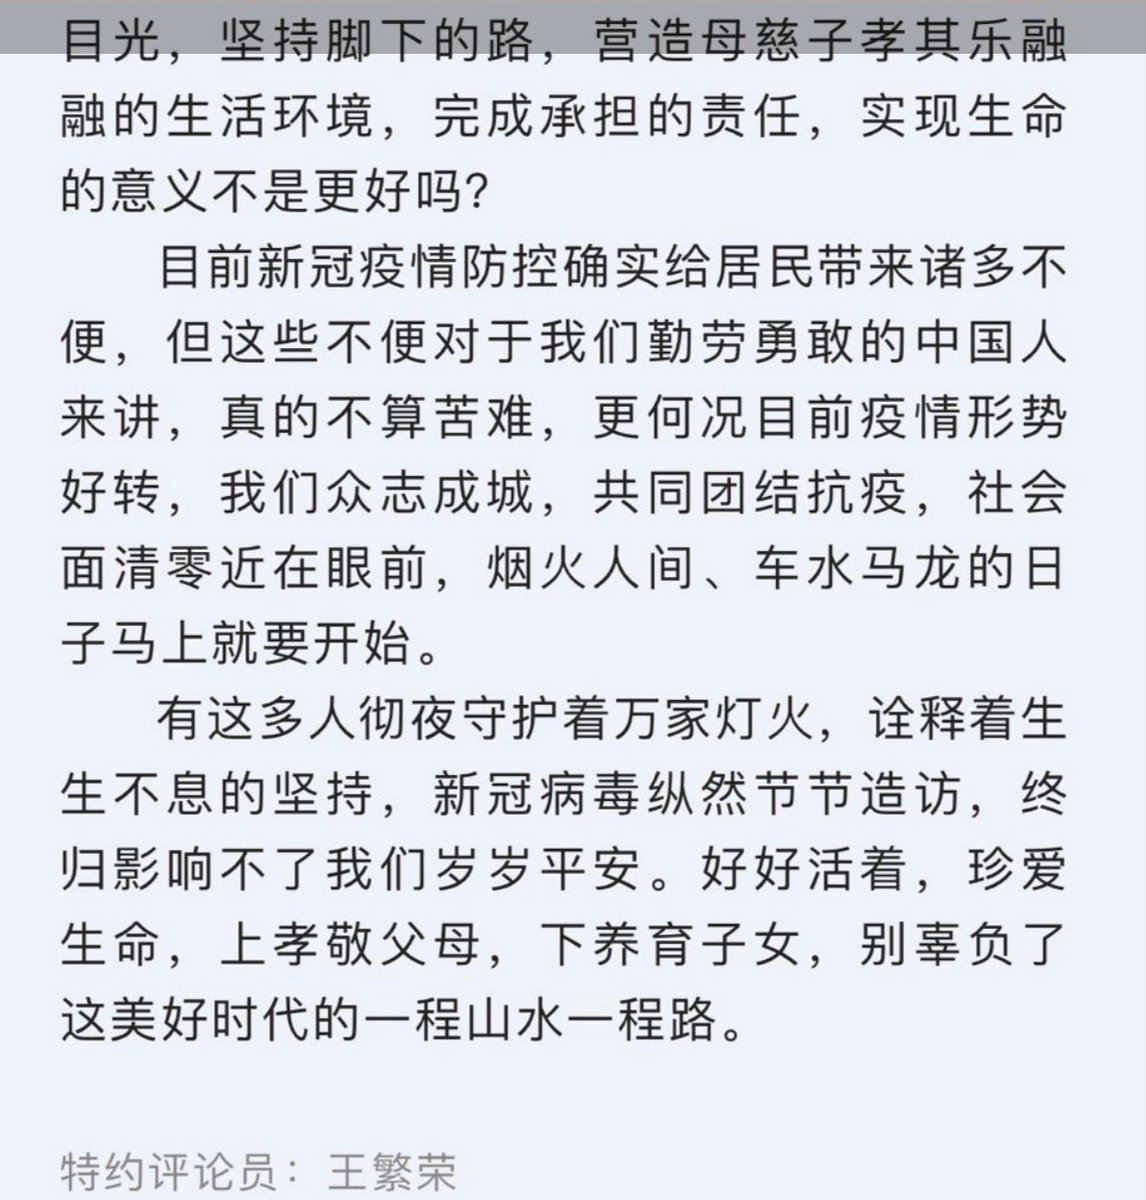 目光，坚持脚下的路，营造母慈子孝其乐融
融的生活环境，完成承担的责任，实现生命
的意义不是更好吗？
目前新冠疫情防控确实给居民带来诸多不
便，但这些不便对于我们勤劳勇敢的中国人
来讲，真的不算苦难，更何况目前疫情形势
好转，我们众志成城，共同团结抗疫，社会
面清零近在眼前，烟火人间、车水马龙的日
子马上就要开始。
有这多人彻夜守护着万家灯火，诠释着生
生不息的坚持，新冠病毒纵然节节造访，终
归影响不了我们岁岁平安。好好活着，珍爱
生命，上孝敬父母，下养育子女，别辜负了
这美好时代的一程山水一程路。
特约评论员：王繁荣